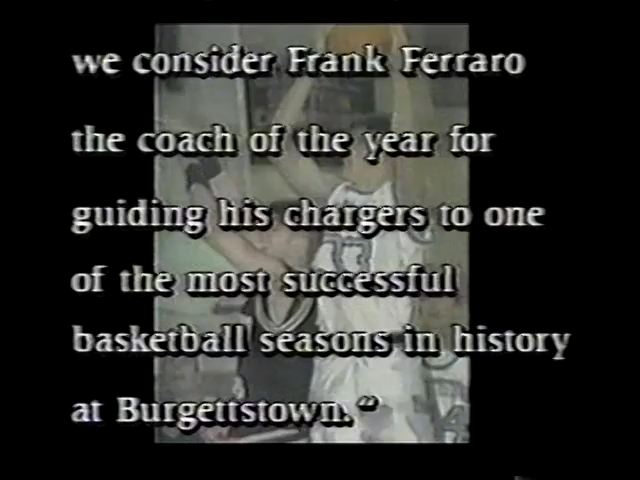 we consider Frank Ferraro
the coach of the year for
guiding his chargers to one
of the most successful
basketball seasons in history
at Burgettstown."